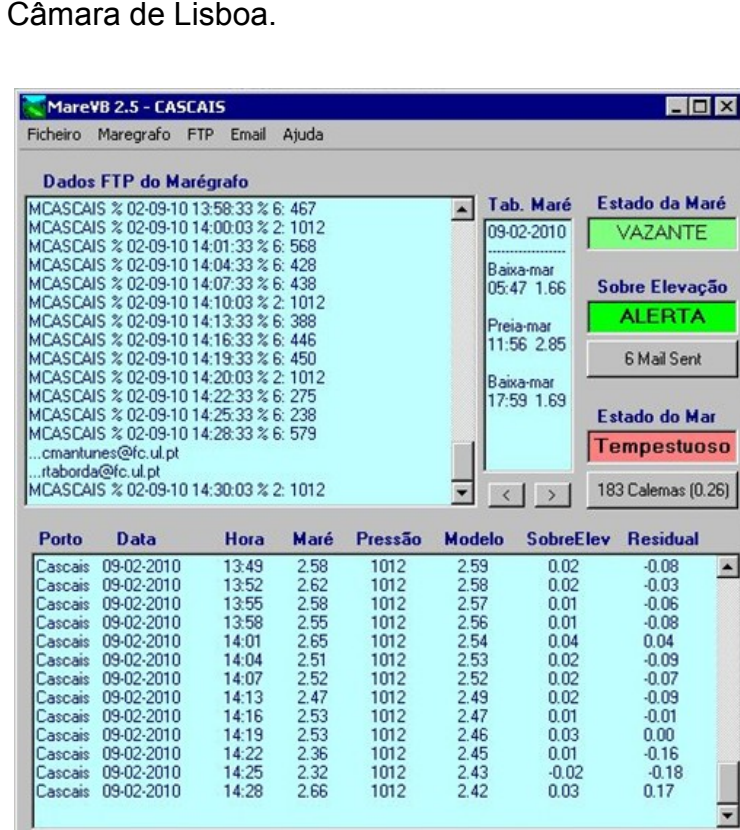 Câmara de Lisboa.
MareVB 2.5 - CASCAIS
Ficheiro Maregrafo FTP Email Ajuda
Dados FTP do Marégrafo
MCASCAIS % 02-09-10 13:58:33 % 6: 467
MCASCAIS % 02-09-10 14:00:03 % 2: 1012
MCASCAIS % 02-09-10 14:01:33 % 6: 568
MCASCAIS % 02-09-10 14:04:33 % 6: 428
MCASCAIS % 02-09-10 14:07:33 % 6: 438
MCASCAIS % 02-09-10 14:10:03 % 2: 1012
MCASCAIS % 02-09-10 14:13:33 % 6: 388
MCASCAIS % 02-09-10 14:16:33 % 6: 446
MCASCAIS % 02-09-10 14:19:33 % 6: 450
MCASCAIS % 02-09-10 14:20:03 % 2: 1012
MCASCAIS % 02-09-10 14:22:33 % 6: 275
MCASCAIS % 02-09-10 14:25:33 % 6: 238
MCASCAIS % 02-09-10 14:28:33 % 6: 579
...cmantunes@fc.ul.pt
...rtaborda@fc.ul.pt
MCASCAIS % 02-09-10 14:30:03 % 2: 1012
Tab. Maré
09-02-2010
--------------
Baixa-mar
05:47 1.66
Preia-mar
11:56 2.85
Baixa-mar
17:59 1.69
< >
Estado da Maré
VAZANTE
Sobre Elevação
ALERTA
6 Mail Sent
Estado do Mar
Tempestuoso
183 Calemas (0.26)
Porto Data Hora Maré Pressão Modelo SobreElev Residual
Cascais 09-02-2010 13:49 2.58 1012 2.59 0.02 -0.08
Cascais 09-02-2010 13:52 2.62 1012 2.58 0.02 -0.03
Cascais 09-02-2010 13:55 2.58 1012 2.57 0.01 -0.06
Cascais 09-02-2010 13:58 2.55 1012 2.56 0.01 -0.08
Cascais 09-02-2010 14:01 2.65 1012 2.54 0.04 0.04
Cascais 09-02-2010 14:04 2.51 1012 2.53 0.02 -0.09
Cascais 09-02-2010 14:07 2.52 1012 2.52 0.02 -0.07
Cascais 09-02-2010 14:13 2.47 1012 2.49 0.02 -0.09
Cascais 09-02-2010 14:16 2.53 1012 2.47 0.01 -0.01
Cascais 09-02-2010 14:19 2.53 1012 2.46 0.03 0.00
Cascais 09-02-2010 14:22 2.36 1012 2.45 0.01 -0.16
Cascais 09-02-2010 14:25 2.32 1012 2.43 -0.02 -0.18
Cascais 09-02-2010 14:28 2.66 1012 2.42 0.03 0.17